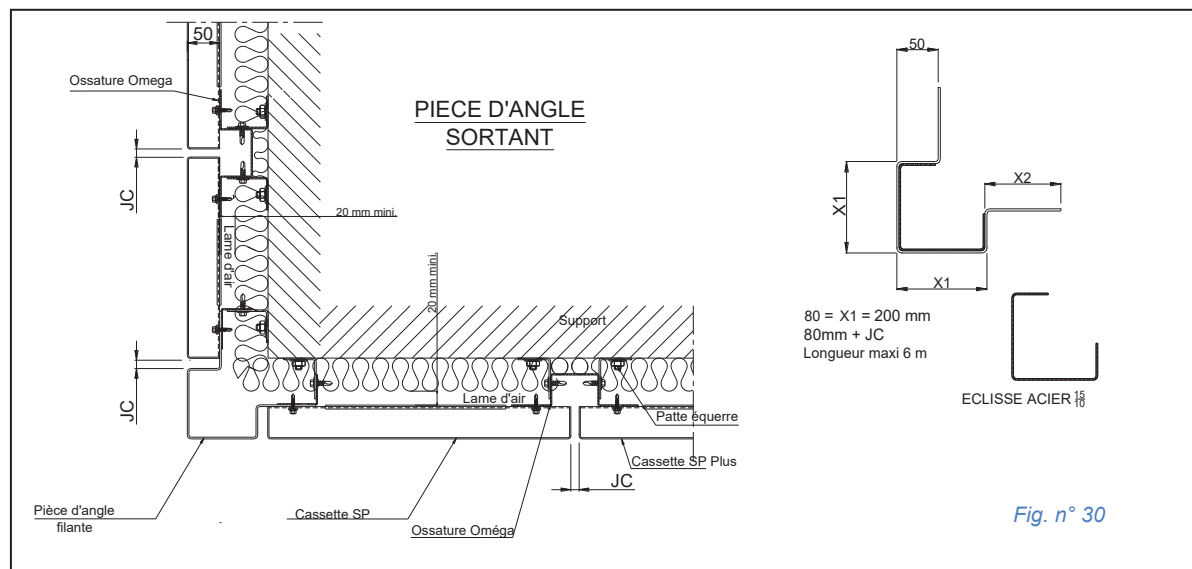 50
Ossature Omega
PIECE D'ANGLE
SORTANT
JC
20 mm mini.
Lame d'air
20 mm mini.
Support
JC
Lame d'air
Patte équerre
Cassette SP Plus
JC
Pièce d'angle
filante
Cassette SP
Ossature Oméga
50
X2
X1
X1
80 = X1 = 200 mm
80mm + JC
Longueur maxi 6 m
ECLISSE ACIER 15/10
Fig. n° 30